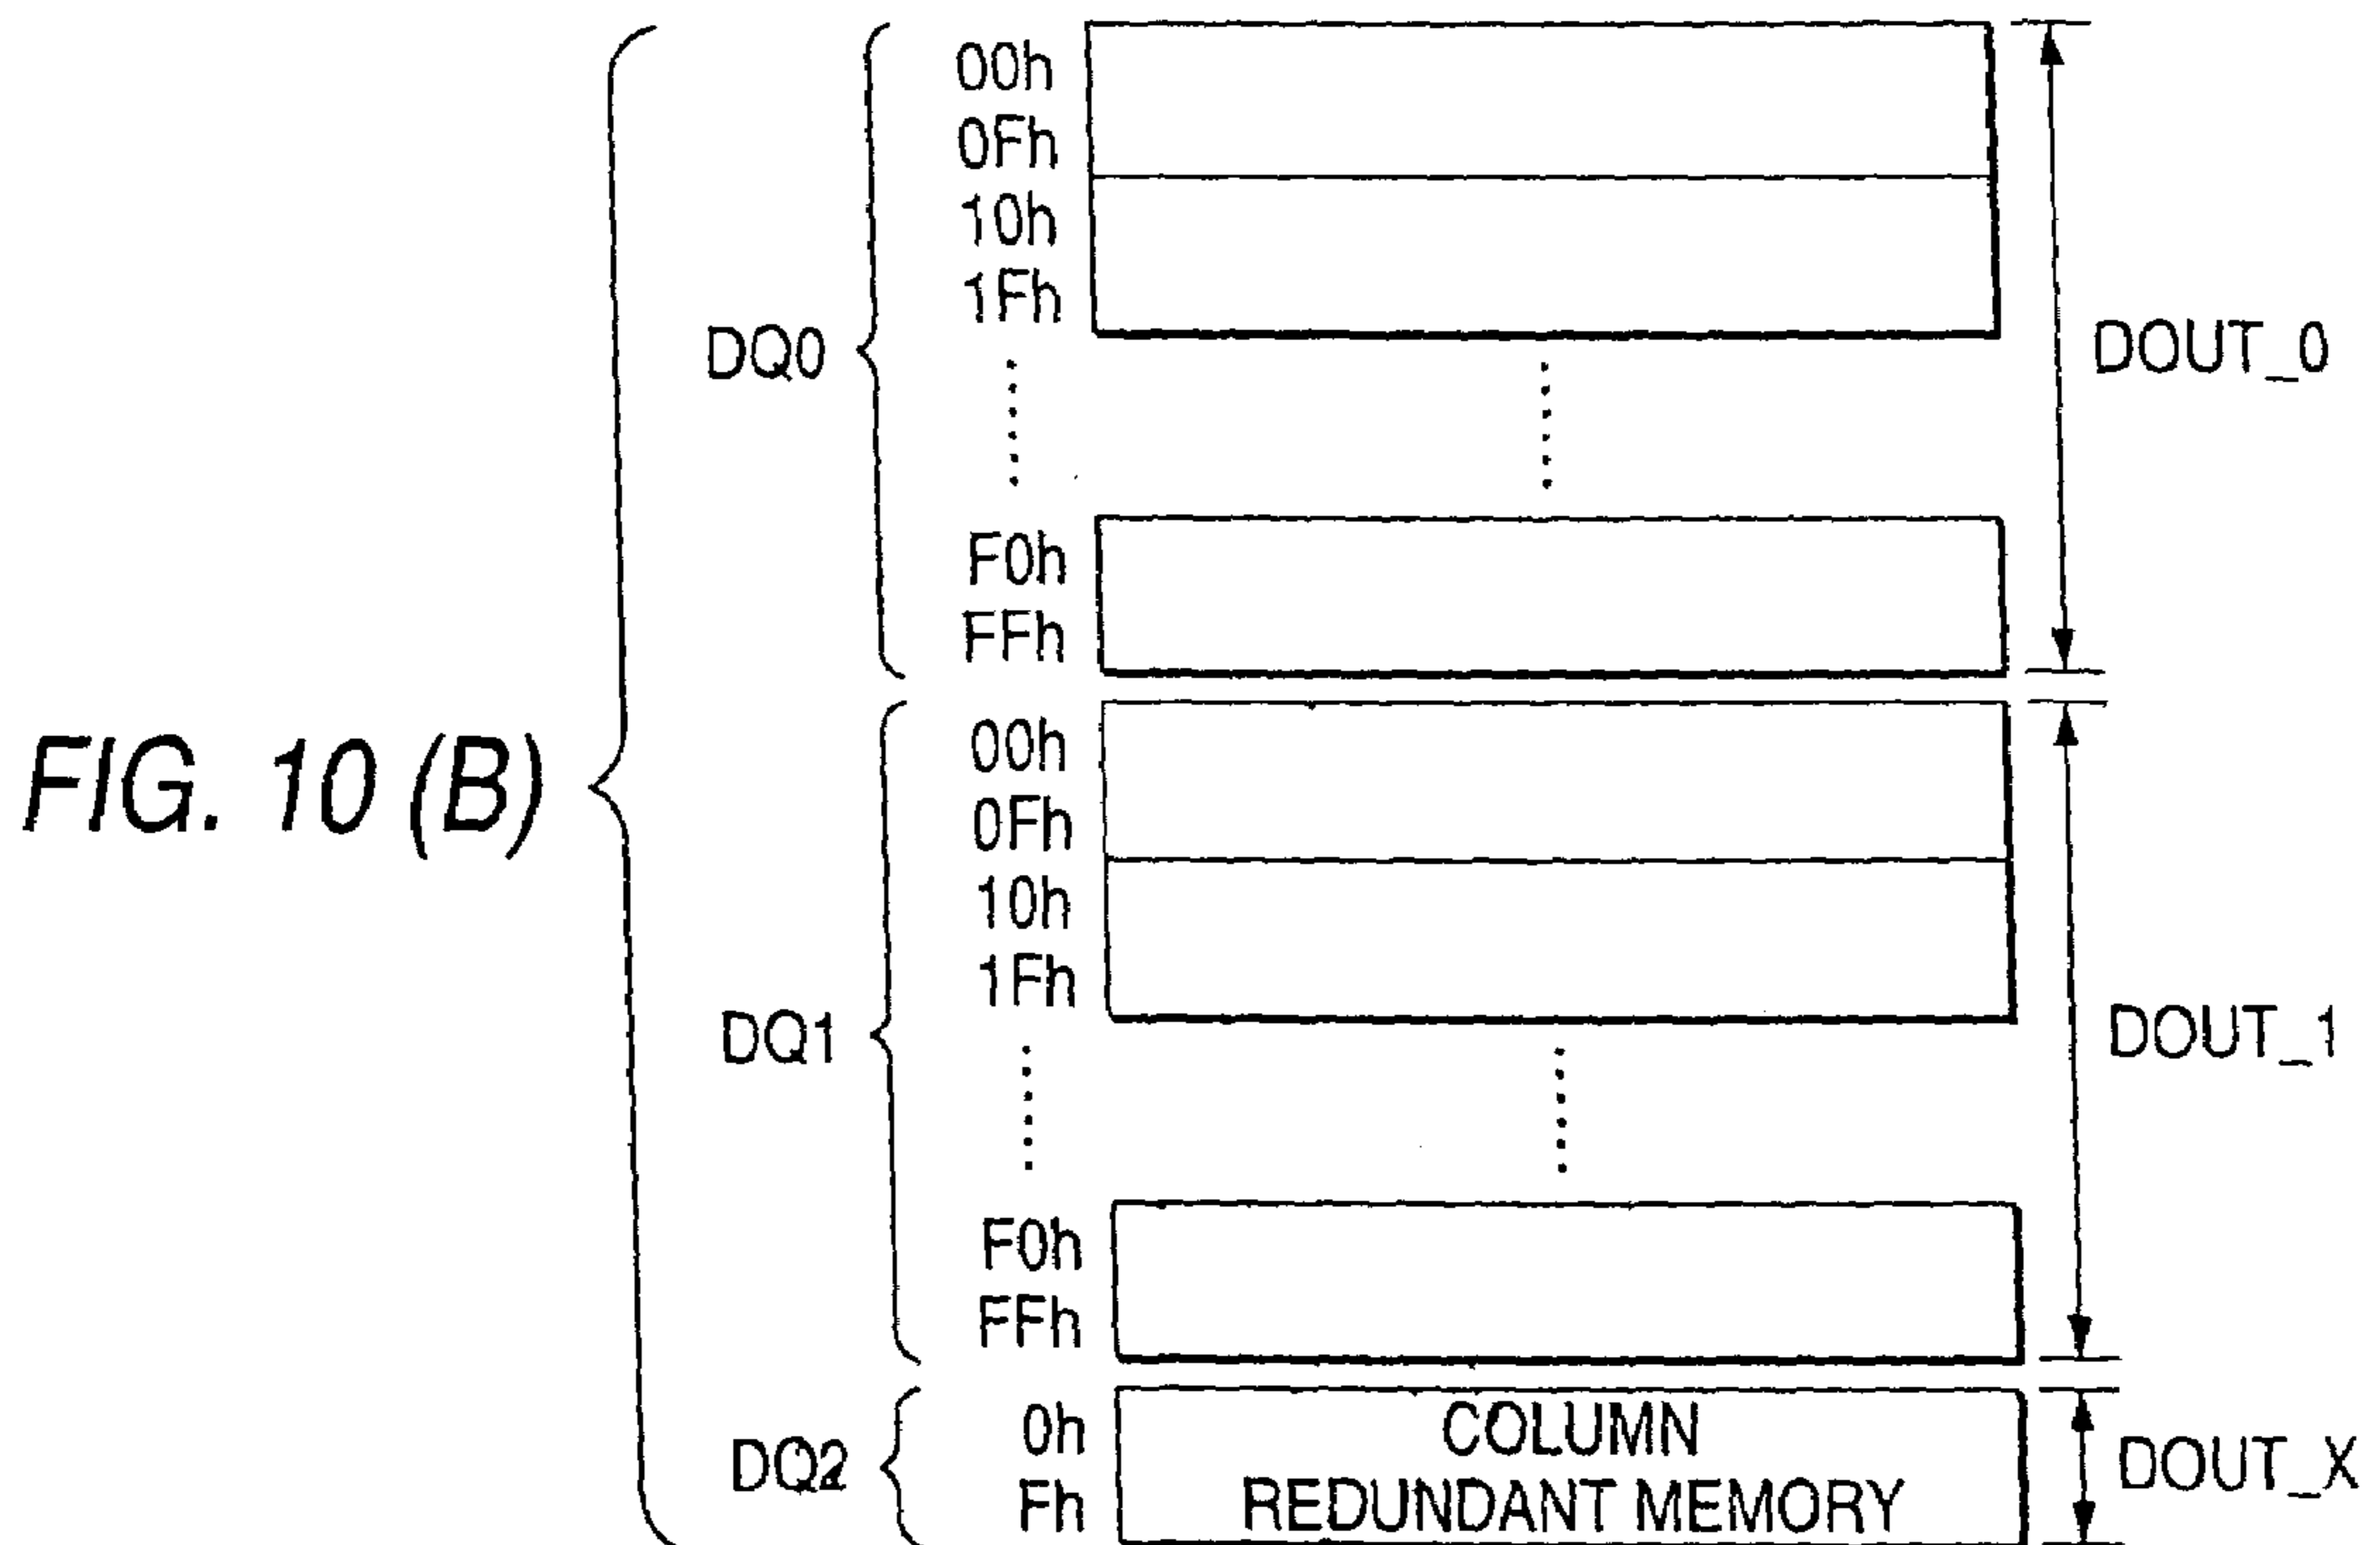 FIG. 10 (B)
DQ0
00h
0Fh
10h
1Fh
F0h
FFh
DOUT_0
DQ1
00h
0Fh
10h
1Fh
F0h
FFh
DOUT_1
DQ2
0h
Fh
COLUMN
REDUNDANT MEMORY
DOUT_X